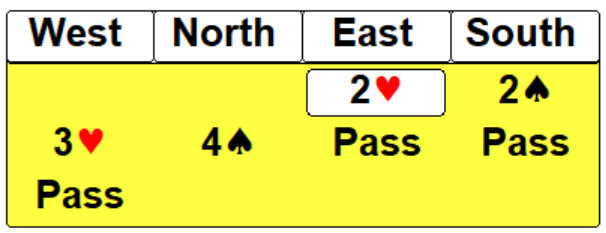 West North East South
2♥ 2♠
3♥ 4♠ Pass Pass
Pass